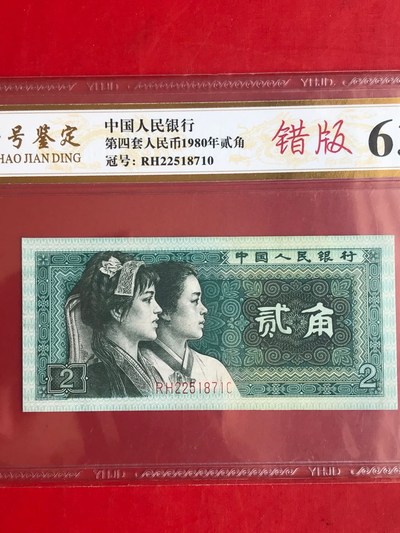 号鉴定
HAO JIAN DING
中国人民银行
第四套人民币1980年贰角
冠号: RH22518710
错版
中国人民银行
贰角
2
RH2251871C
2